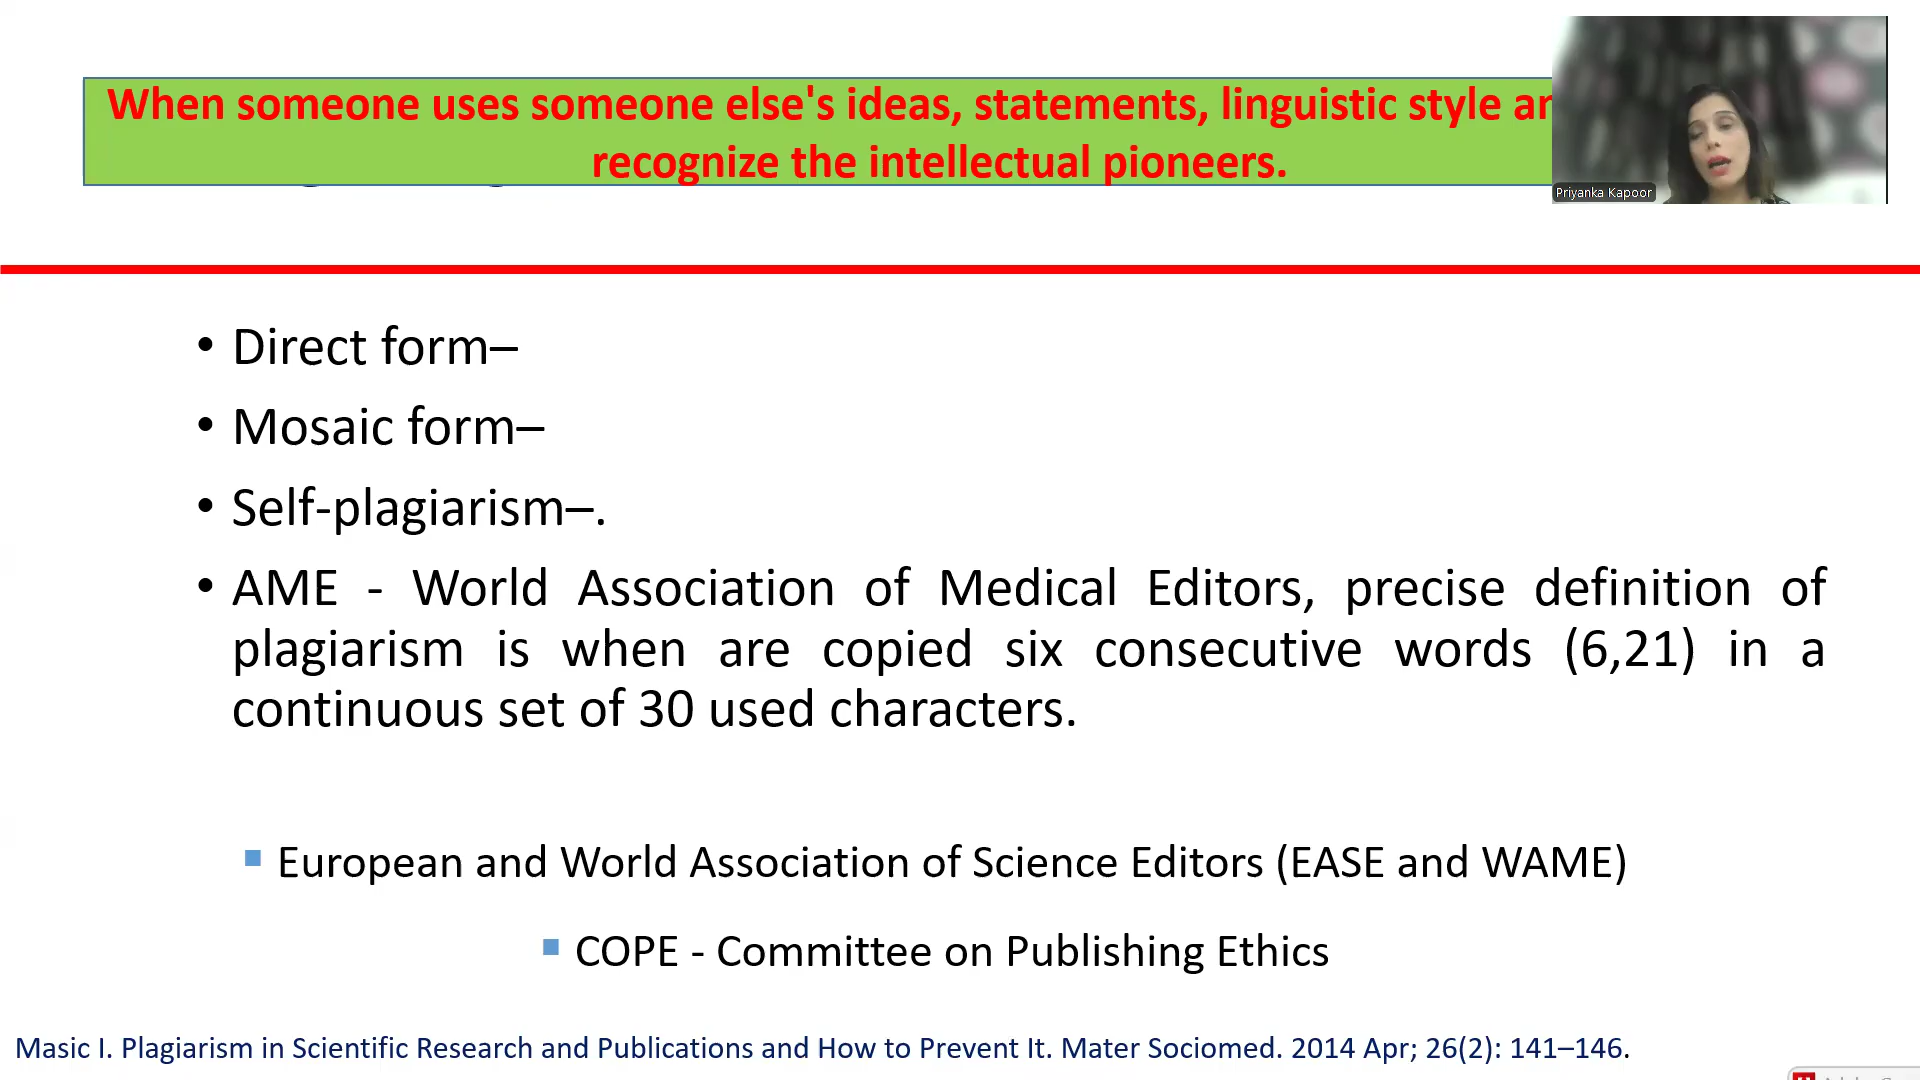 When someone uses someone else's ideas, statements, linguistic style
recognize the intellectual pioneers.
Priyanka Kapoor
• Direct form–
• Mosaic form–
• Self-plagiarism–.
• AME - World Association of Medical Editors, precise definition of
plagiarism is when are copied six consecutive words (6,21) in a
continuous set of 30 used characters.
▪ European and World Association of Science Editors (EASE and WAME)
▪ COPE - Committee on Publishing Ethics
Masic I. Plagiarism in Scientific Research and Publications and How to Prevent It. Mater Sociomed. 2014 Apr; 26(2): 141–146.